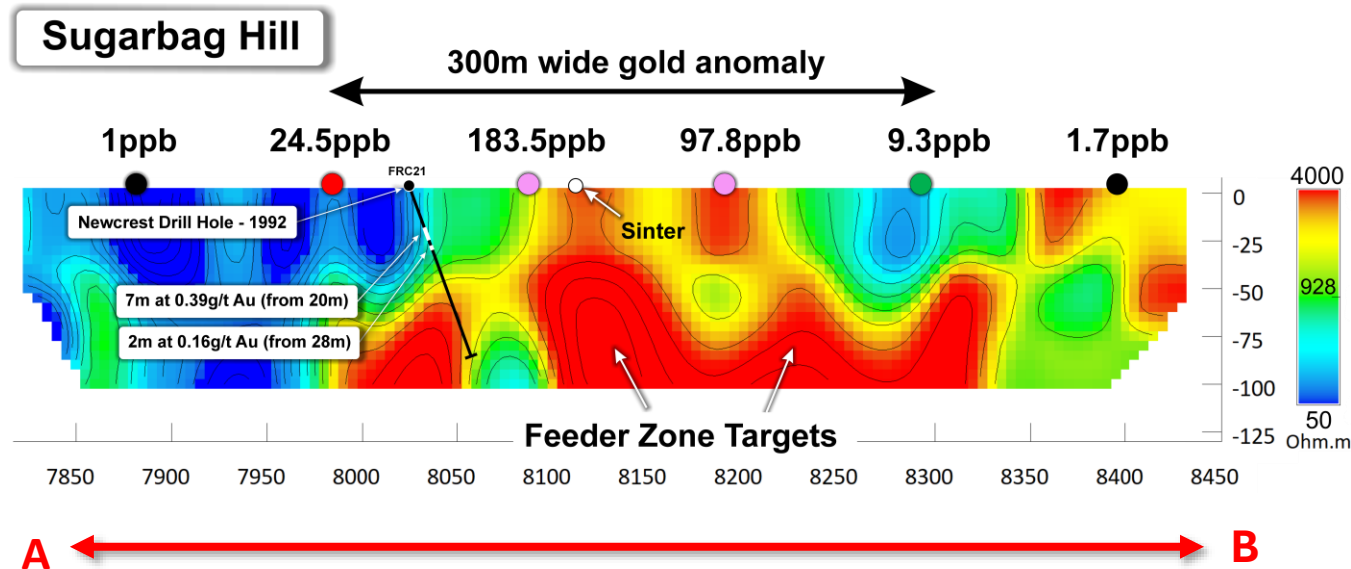 Sugarbag Hill
300m wide gold anomaly
1ppb
24.5ppb
183.5ppb
97.8ppb
9.3ppb
1.7ppb
FRC21
Newcrest Drill Hole - 1992
Sinter
7m at 0.39g/t Au (from 20m)
2m at 0.16g/t Au (from 28m)
Feeder Zone Targets
0
-25
-50
-75
-100
-125
4000
928
50
Ohm.m
7850
7900
7950
8000
8050
8100
8150
8200
8250
8300
8350
8400
8450
A
B